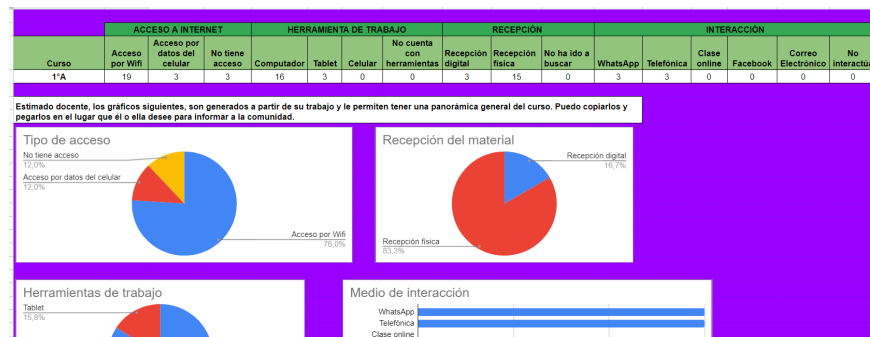 ACCESO A INTERNET HERRAMIENTA DE TRABAJO RECEPCIÓN INTERACCIÓN
Curso Acceso por Wifi Acceso por datos del celular No tiene acceso Computador Tablet Celular No cuenta con herramientas Recepción digital Recepción física No ha ido a buscar WhatsApp Telefónica Clase online Facebook Correo Electrónico No interactúa
1°A 19 3 3 16 3 0 0 3 15 0 3 3 0 0 0 0
Estimado docente, los gráficos siguientes, son generados a partir de su trabajo y le permiten tener una panorámica general del curso. Puedo copiarlos y
pegarlos en el lugar que él o ella desee para informar a la comunidad.
Tipo de acceso
No tiene acceso
12,0%
Acceso por datos del celular
12,0%
Acceso por Wifi
76,0%
Recepción del material
Recepción digital
16,7%
Recepción física
83,3%
Herramientas de trabajo
Tablet
15,8%
Medio de interacción
WhatsApp
Telefónica
Clase online